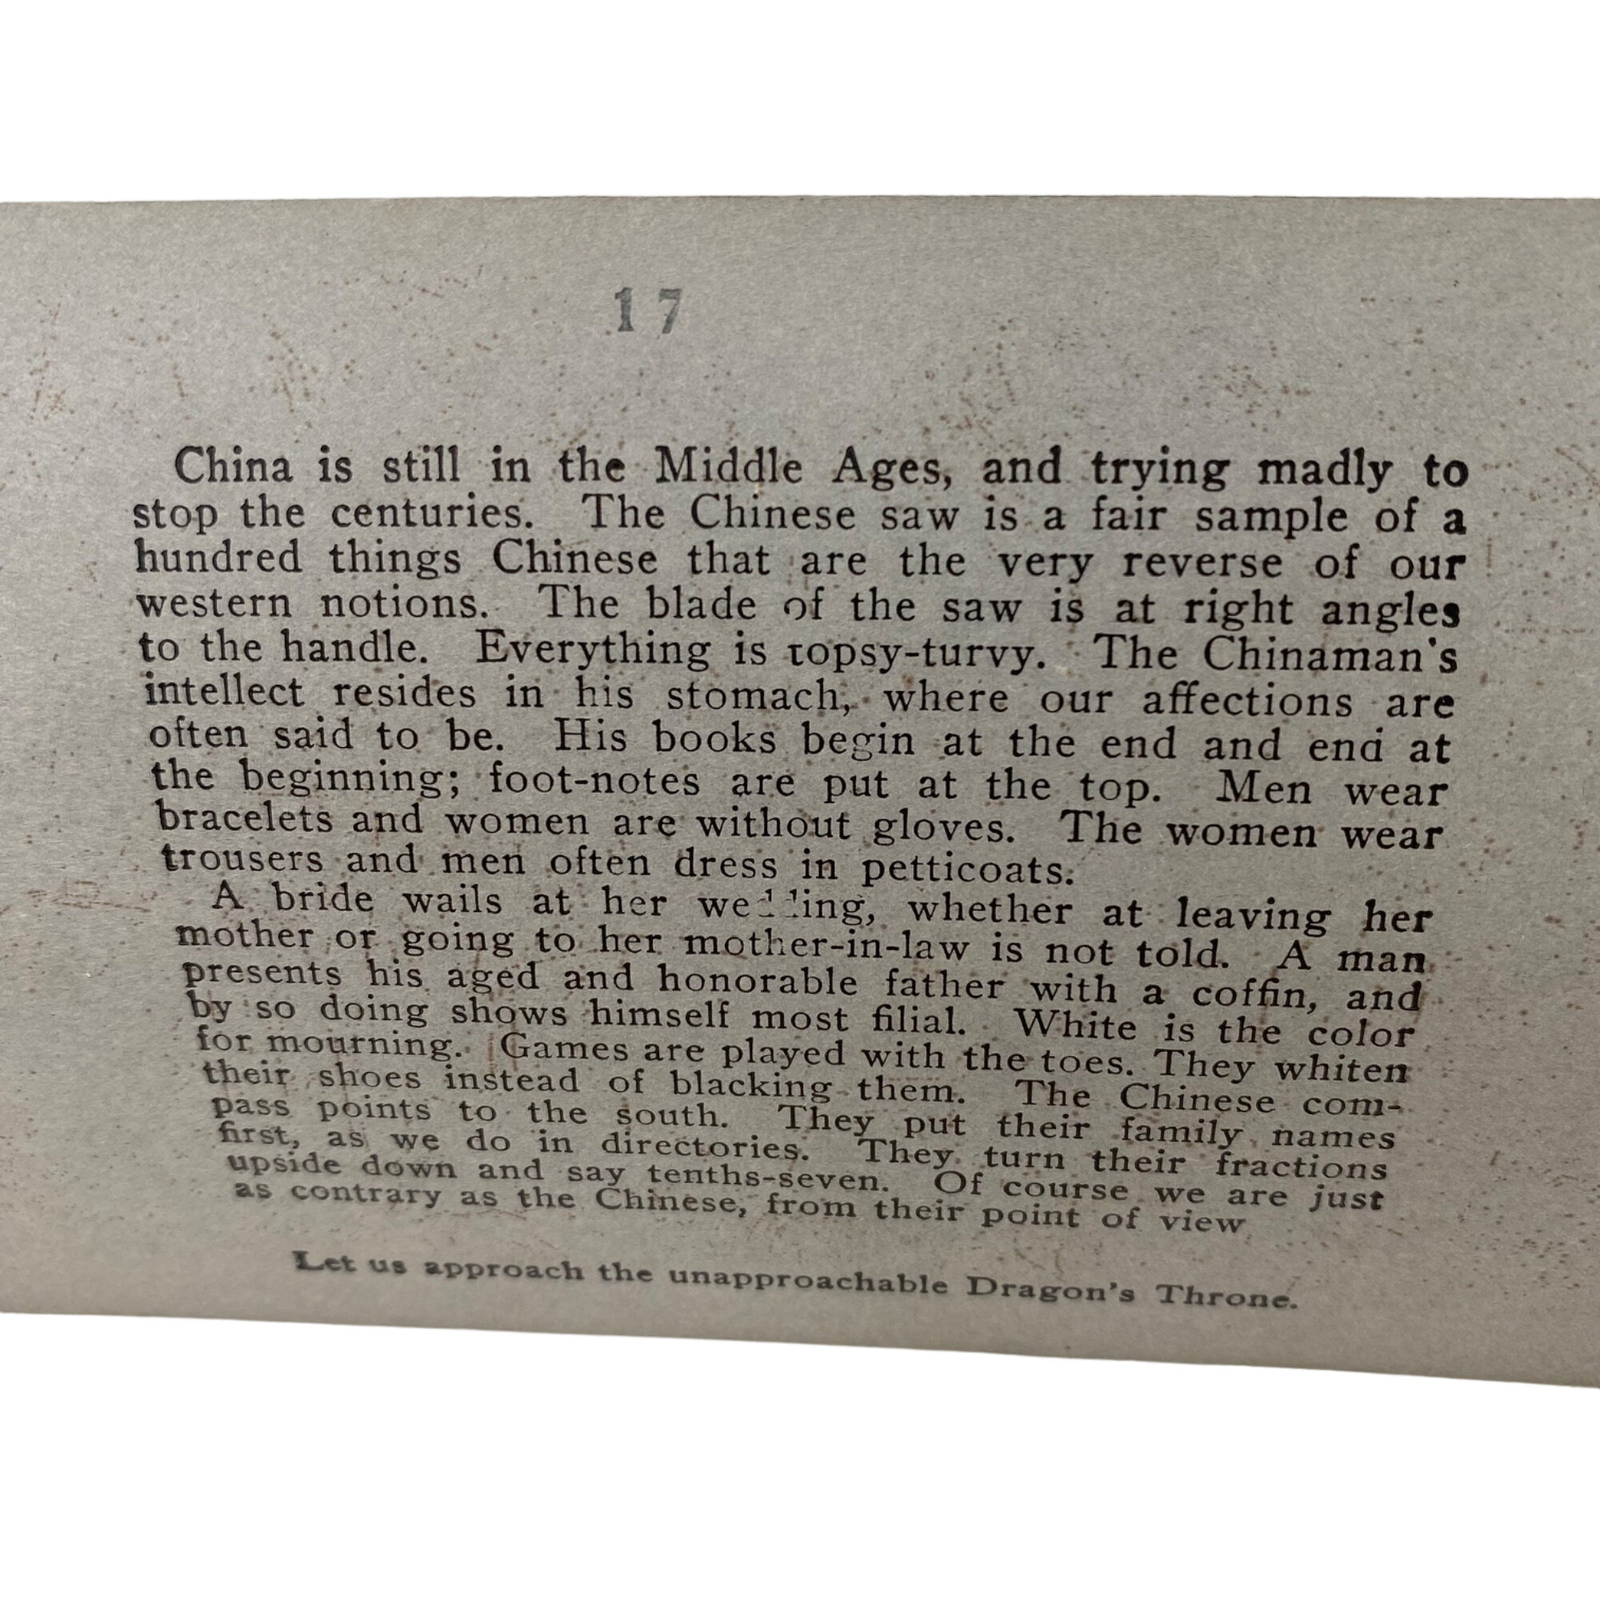 17
China is still in the Middle Ages, and trying madly to
stop the centuries. The Chinese saw is a fair sample of a
hundred things Chinese that are the very reverse of our
western notions. The blade of the saw is at right angles
to the handle. Everything is topsy-turvy. The Chinaman's
intellect resides in his stomach, where our affections are
often said to be. His books begin at the end and end at
the beginning; foot-notes are put at the top. Men wear
bracelets and women are without gloves. The women wear
trousers and men often dress in petticoats.
A bride wails at her wedding, whether at leaving her
mother or going to her mother-in-law is not told. A man
presents his aged and honorable father with a coffin, and
by so doing shows himself most filial. White is the color
for mourning. Games are played with the toes. They whiten
their shoes instead of blacking them. The Chinese com-
pass points to the south. They put their family names
first, as we do in directories. They turn their fractions
upside down and say tenths-seven. Of course we are just
as contrary as the Chinese, from their point of view
Let us approach the unapproachable Dragon's Throne.